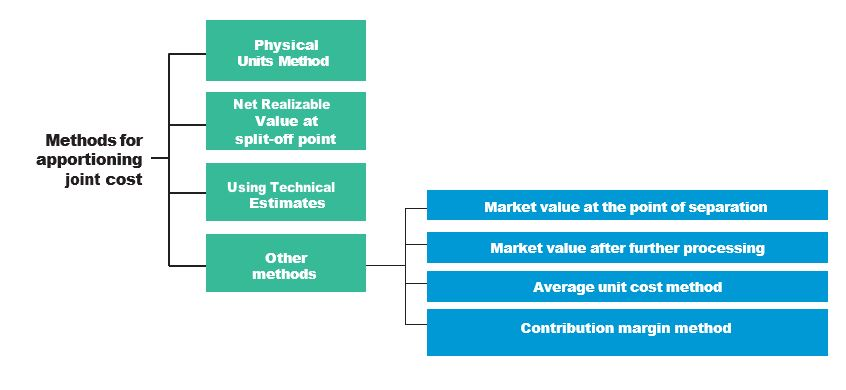 Methods for
apportioning
joint cost
Physical
Units Method
Net Realizable
Value at
split-off point
Using Technical
Estimates
Other
methods
Market value at the point of separation
Market value after further processing
Average unit cost method
Contribution margin method